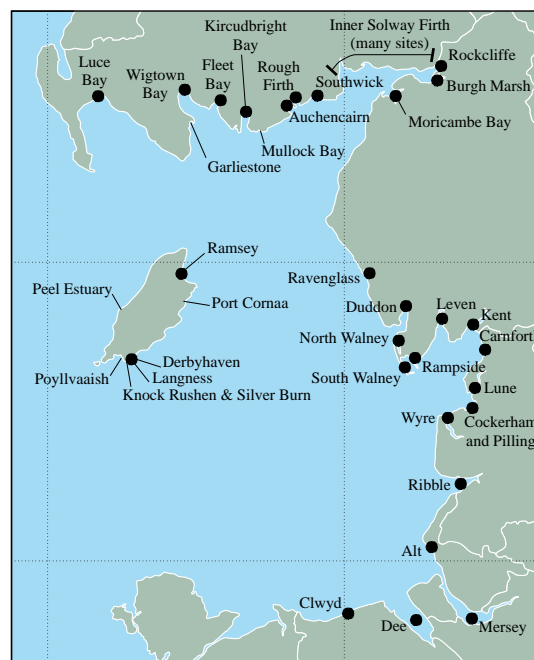 Kircudbright
Bay
Inner Solway Firth
(many sites)
Luce
Bay
Wigtown
Bay
Fleet
Bay
Rough
Firth
Southwick
Rockcliffe
Burgh Marsh
Auchencairn
Moricambe Bay
Mullock Bay
Garliestone
Ramsey
Ravenglass
Peel Estuary
Port Cornaa
Duddon
Leven
Kent
Carnfort
North Walney
Rampside
South Walney
Derbyhaven
Poyllvaaish
Langness
Knock Rushen & Silver Burn
Lune
Wyre
Cockerham
and Pilling
Ribble
Alt
Clwyd
Dee
Mersey